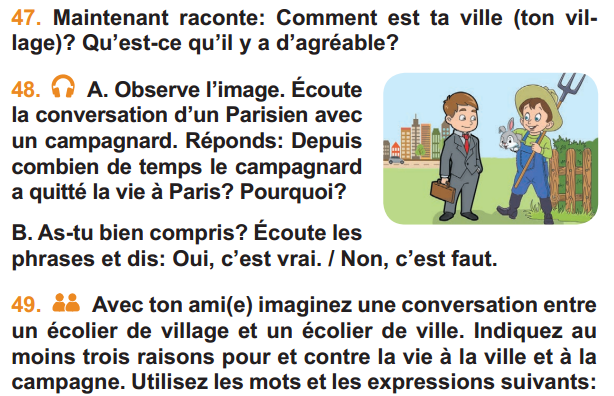 47. Maintenant raconte: Comment est ta ville (ton vil-
lage)? Qu’est-ce qu’il y a d’agréable?
48. A. Observe l’image. Écoute
la conversation d’un Parisien avec
un campagnard. Réponds: Depuis
combien de temps le campagnard
a quitté la vie à Paris? Pourquoi?
B. As-tu bien compris? Écoute les
phrases et dis: Oui, c’est vrai. / Non, c’est faut.
49. Avec ton ami(e) imaginez une conversation entre
un écolier de village et un écolier de ville. Indiquez au
moins trois raisons pour et contre la vie à la ville et à la
campagne. Utilisez les mots et les expressions suivants: